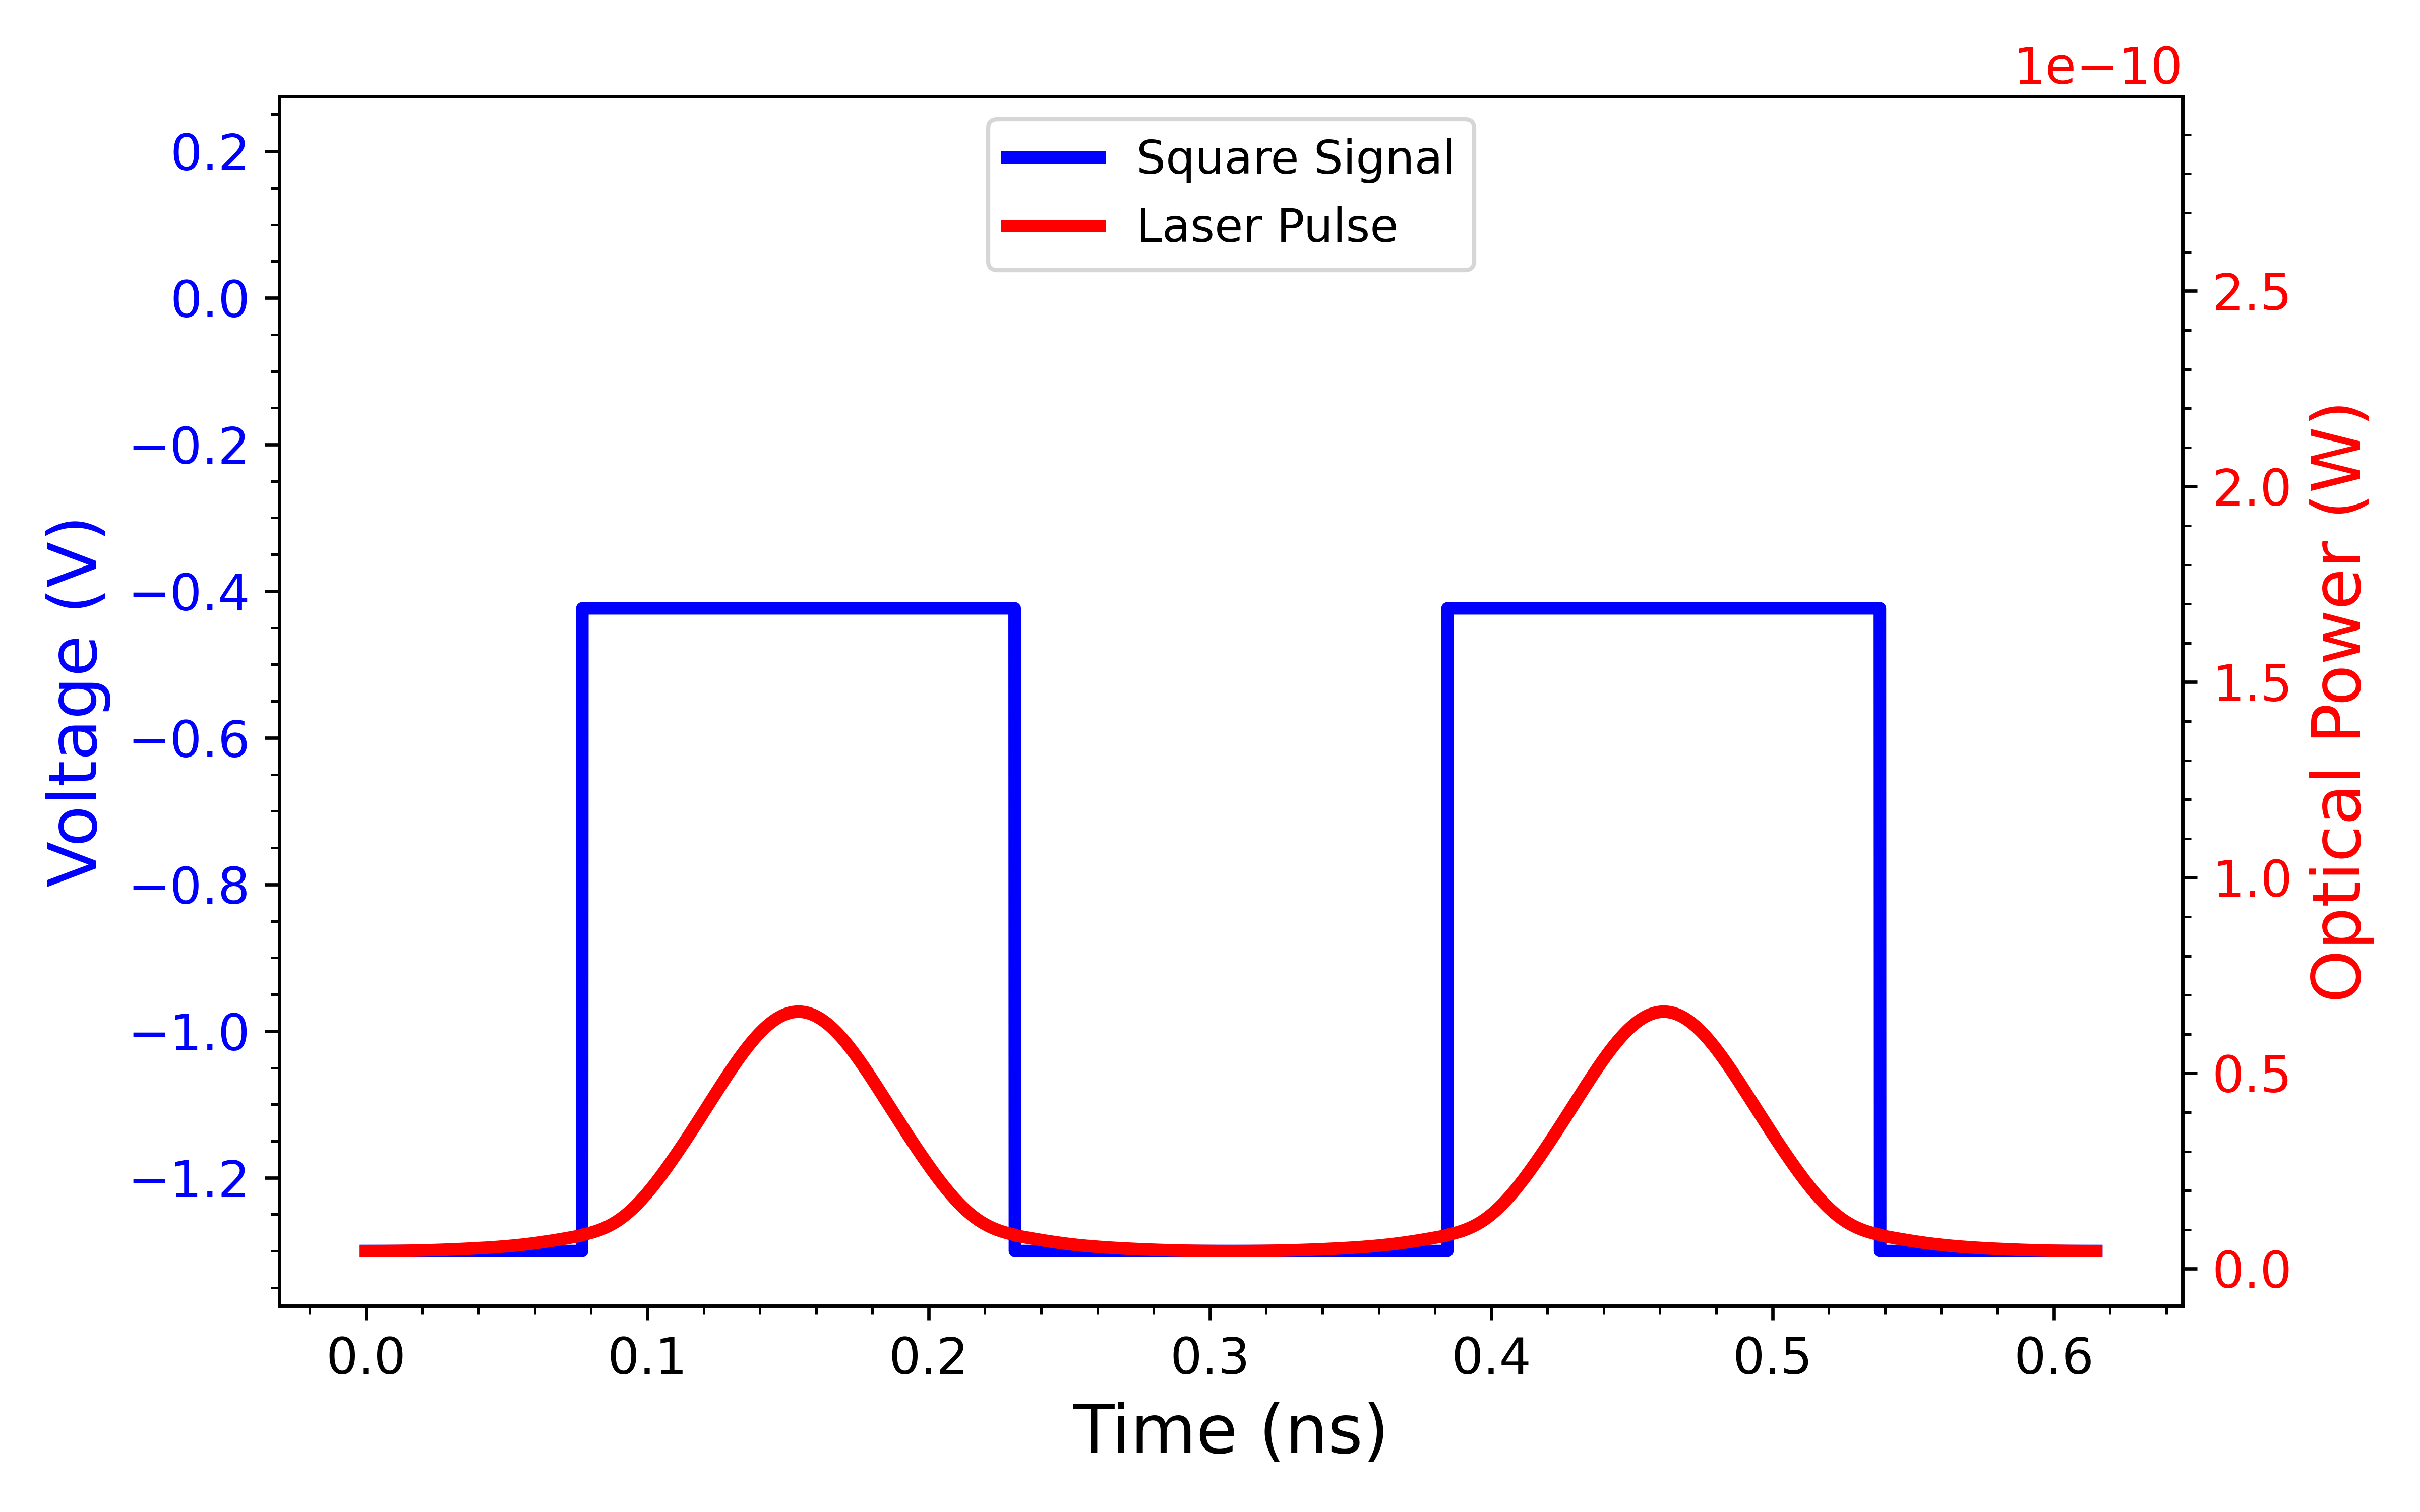 1e−10
Square Signal
Laser Pulse
0.2
0.0
−0.2
−0.4
−0.6
−0.8
−1.0
−1.2
Voltage (V)
2.5
2.0
1.5
1.0
0.5
0.0
Optical Power (W)
0.0 0.1 0.2 0.3 0.4 0.5 0.6
Time (ns)